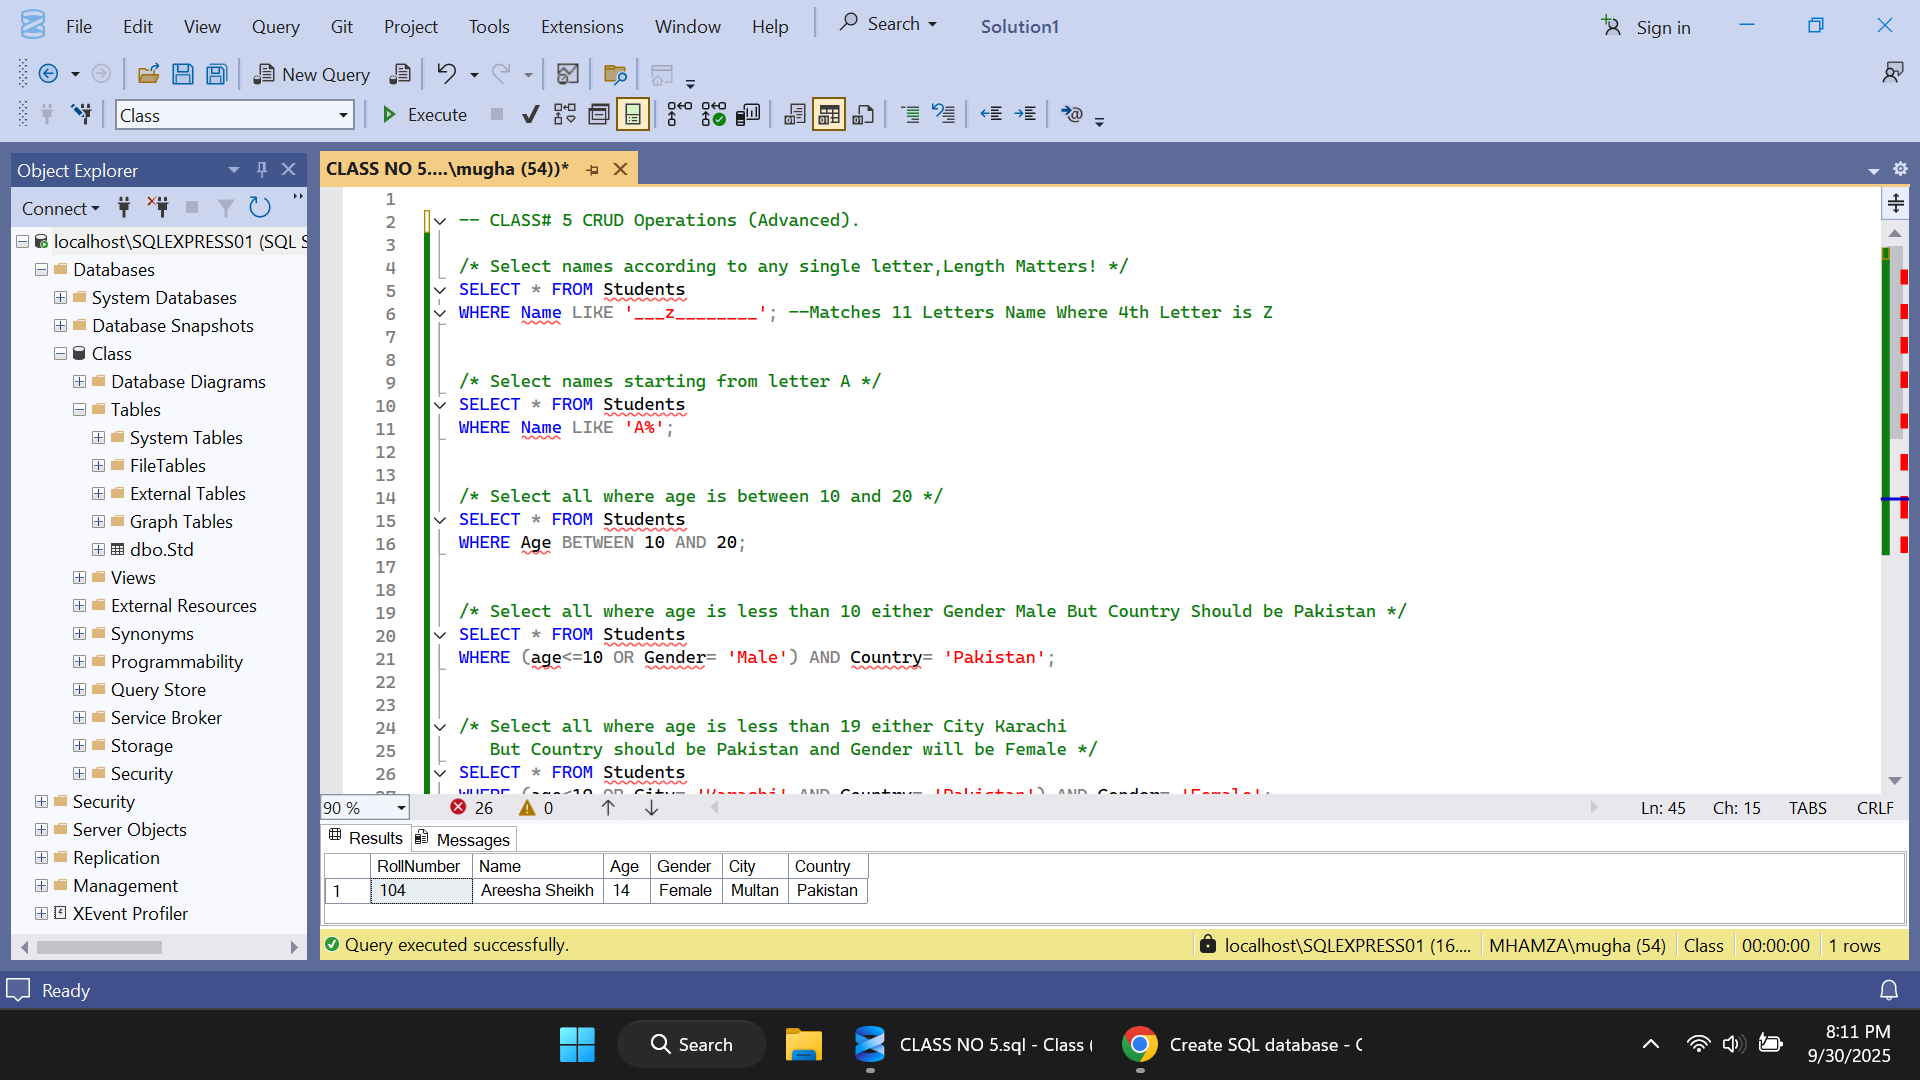 File Edit View Query Git Project Tools Extensions Window Help Search Solution1 Sign in
New Query
Class Execute
Object Explorer
Connect
localhost\SQLEXPRESS01 (SQL S
Databases
System Databases
Database Snapshots
Class
Database Diagrams
Tables
System Tables
FileTables
External Tables
Graph Tables
dbo.Std
Views
External Resources
Synonyms
Programmability
Query Store
Service Broker
Storage
Security
Security
Server Objects
Replication
Management
XEvent Profiler
CLASS NO 5....\mugha (54))*
1
2 -- CLASS# 5 CRUD Operations (Advanced).
3
4 /* Select names according to any single letter,Length Matters! */
5 SELECT * FROM Students
6 WHERE Name LIKE '___z________'; --Matches 11 Letters Name Where 4th Letter is Z
7
8
9 /* Select names starting from letter A */
10 SELECT * FROM Students
11 WHERE Name LIKE 'A%';
12
13
14 /* Select all where age is between 10 and 20 */
15 SELECT * FROM Students
16 WHERE Age BETWEEN 10 AND 20;
17
18
19 /* Select all where age is less than 10 either Gender Male But Country Should be Pakistan */
20 SELECT * FROM Students
21 WHERE (age<=10 OR Gender= 'Male') AND Country= 'Pakistan';
22
23
24 /* Select all where age is less than 19 either City Karachi
25 But Country should be Pakistan and Gender will be Female */
26 SELECT * FROM Students
27 WHERE (age<19 OR City= 'Karachi' AND Country= 'Pakistan') AND Gender= 'Female';
90 % 26 0 Ln: 45 Ch: 15 TABS CRLF
Results Messages
RollNumber Name Age Gender City Country
1 104 Areesha Sheikh 14 Female Multan Pakistan
Query executed successfully. localhost\SQLEXPRESS01 (16.... MHAMZA\mugha (54) Class 00:00:00 1 rows
Ready
Search CLASS NO 5.sql - Class ( Create SQL database - C 8:11 PM
9/30/2025